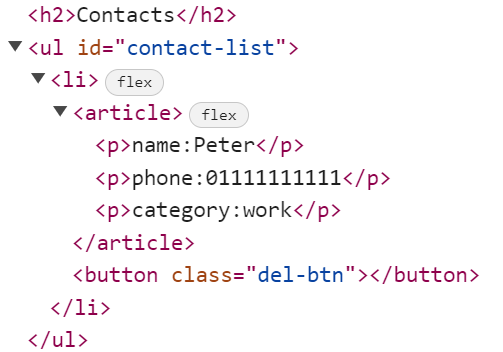 <h2>Contacts</h2>
<ul id="contact-list">
<li> flex
<article> flex
<p>name:Peter</p>
<p>phone:01111111111</p>
<p>category:work</p>
</article>
<button class="del-btn"></button>
</li>
</ul>